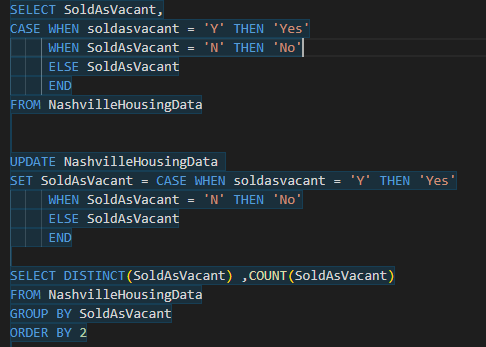 SELECT SoldAsVacant,
CASE WHEN soldasvacant = 'Y' THEN 'Yes'
WHEN SoldAsVacant = 'N' THEN 'No'
ELSE SoldAsVacant
END
FROM NashvilleHousingData
UPDATE NashvilleHousingData
SET SoldAsVacant = CASE WHEN soldasvacant = 'Y' THEN 'Yes'
WHEN SoldAsVacant = 'N' THEN 'No'
ELSE SoldAsVacant
END
SELECT DISTINCT(SoldAsVacant) ,COUNT(SoldAsVacant)
FROM NashvilleHousingData
GROUP BY SoldAsVacant
ORDER BY 2